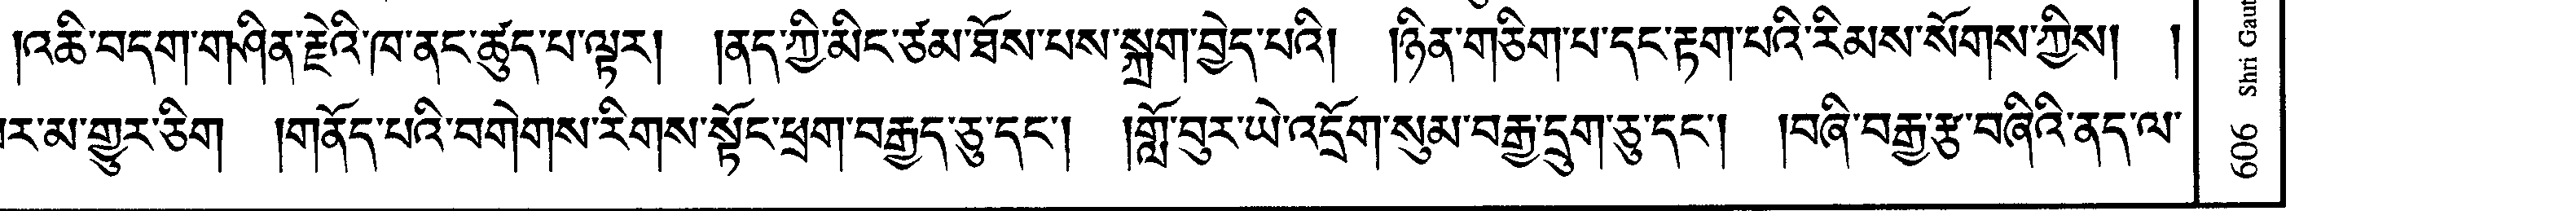 །འཆི་བདག་གཤིན་རྗེའི་ཁ་ནང་ཚུད་པ་ལྟར། །ནད་ཀྱི་མིང་ཙམ་ཐོས་པས་སྐྲག་བྱེད་པའི། །ཉིན་གཅིག་པ་དང་རྟག་པའི་རིམས་སོགས་ཀྱིས། །
མ་གྱུར་ཅིག །གནོད་པའི་བགེགས་རིགས་སྟོང་ཕྲག་བརྒྱད་ཅུ་དང་། །གློ་བུར་ཡེ་འདྲོག་སུམ་བརྒྱ་དྲུག་ཅུ་དང་། །བཞི་བརྒྱ་རྩ་བཞིའི་ནད་ལ་
606 Shri Gaut